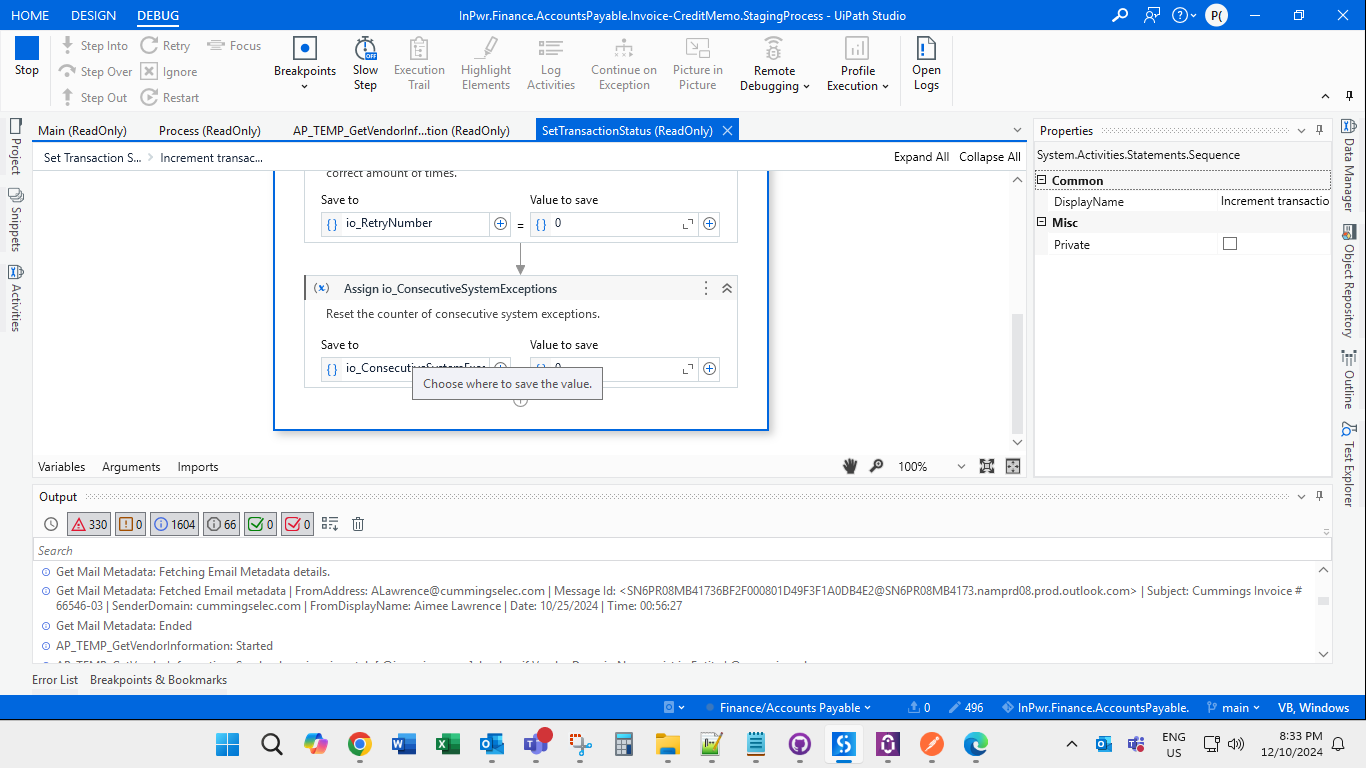 HOME DESIGN DEBUG InPwr.Finance.AccountsPayable.Invoice-CreditMemo.StagingProcess - UiPath Studio P(
Stop
Step Into Retry Focus
Step Over Ignore
Step Out Restart
Breakpoints
Slow Step
Execution Trail
Highlight Elements
Log Activities
Continue on Exception
Picture in Picture
Remote Debugging
Profile Execution
Open Logs
Main (ReadOnly) Process (ReadOnly) AP_TEMP_GetVendorInf...tion (ReadOnly) SetTransactionStatus (ReadOnly)
Set Transaction S... Increment transac... Expand All Collapse All
Project
Snippets
Activities
correct amount of times.
Save to Value to save
io_RetryNumber = 0
Assign io_ConsecutiveSystemExceptions
Reset the counter of consecutive system exceptions.
Save to Value to save
Choose where to save the value.
Variables Arguments Imports 100%
Properties
System.Activities.Statements.Sequence
Common
DisplayName Increment transactio
Misc
Private
Data Manager
Object Repository
Outline
Test Explorer
Output
330 0 1604 66 0 0
Search
Get Mail Metadata: Fetching Email Metadata details.
Get Mail Metadata: Fetched Email metadata | FromAddress: ALawrence@cummingselec.com | Message Id: <SN6PR08MB41736BF2F000801D49F3F1A0DB4E2@SN6PR08MB4173.namprd08.prod.outlook.com> | Subject: Cummings Invoice #
66546-03 | SenderDomain: cummingselec.com | FromDisplayName: Aimee Lawrence | Date: 10/25/2024 | Time: 00:56:27
Get Mail Metadata: Ended
AP_TEMP_GetVendorInformation: Started
Error List Breakpoints & Bookmarks
Finance/Accounts Payable 0 496 InPwr.Finance.AccountsPayable. main VB, Windows
ENG
US
8:33 PM
12/10/2024